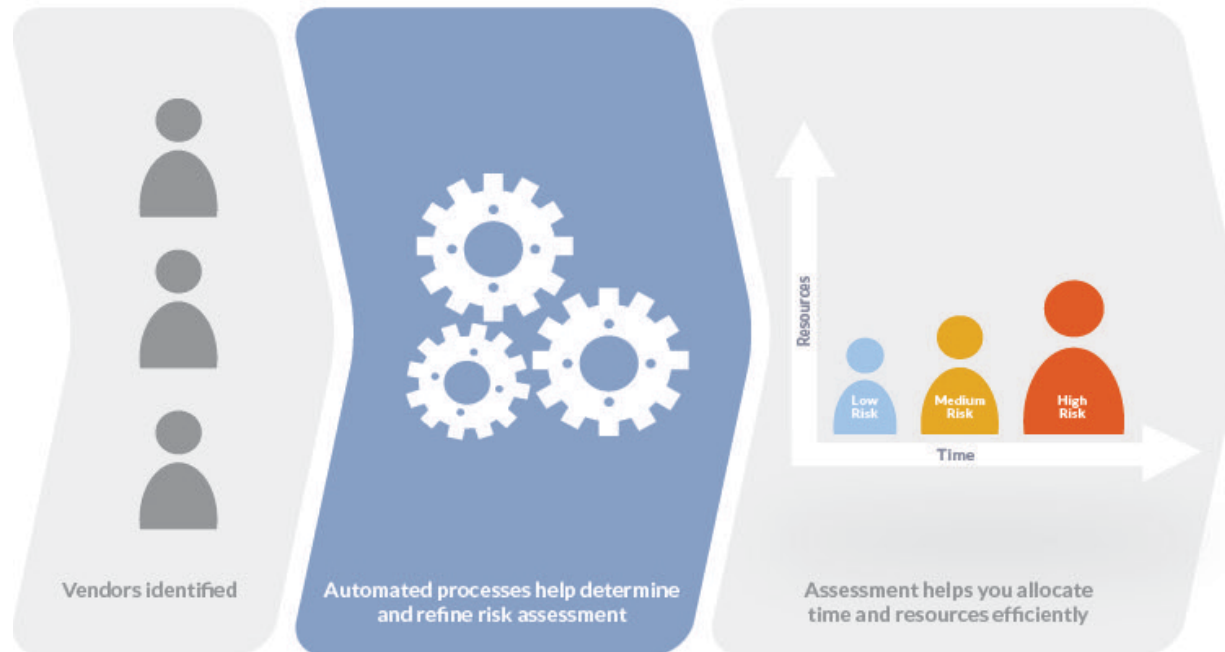 Vendors identified
Automated processes help determine
and refine risk assessment
Resources
Low
Risk
Medium
Risk
High
Risk
Time
Assessment helps you allocate
time and resources efficiently